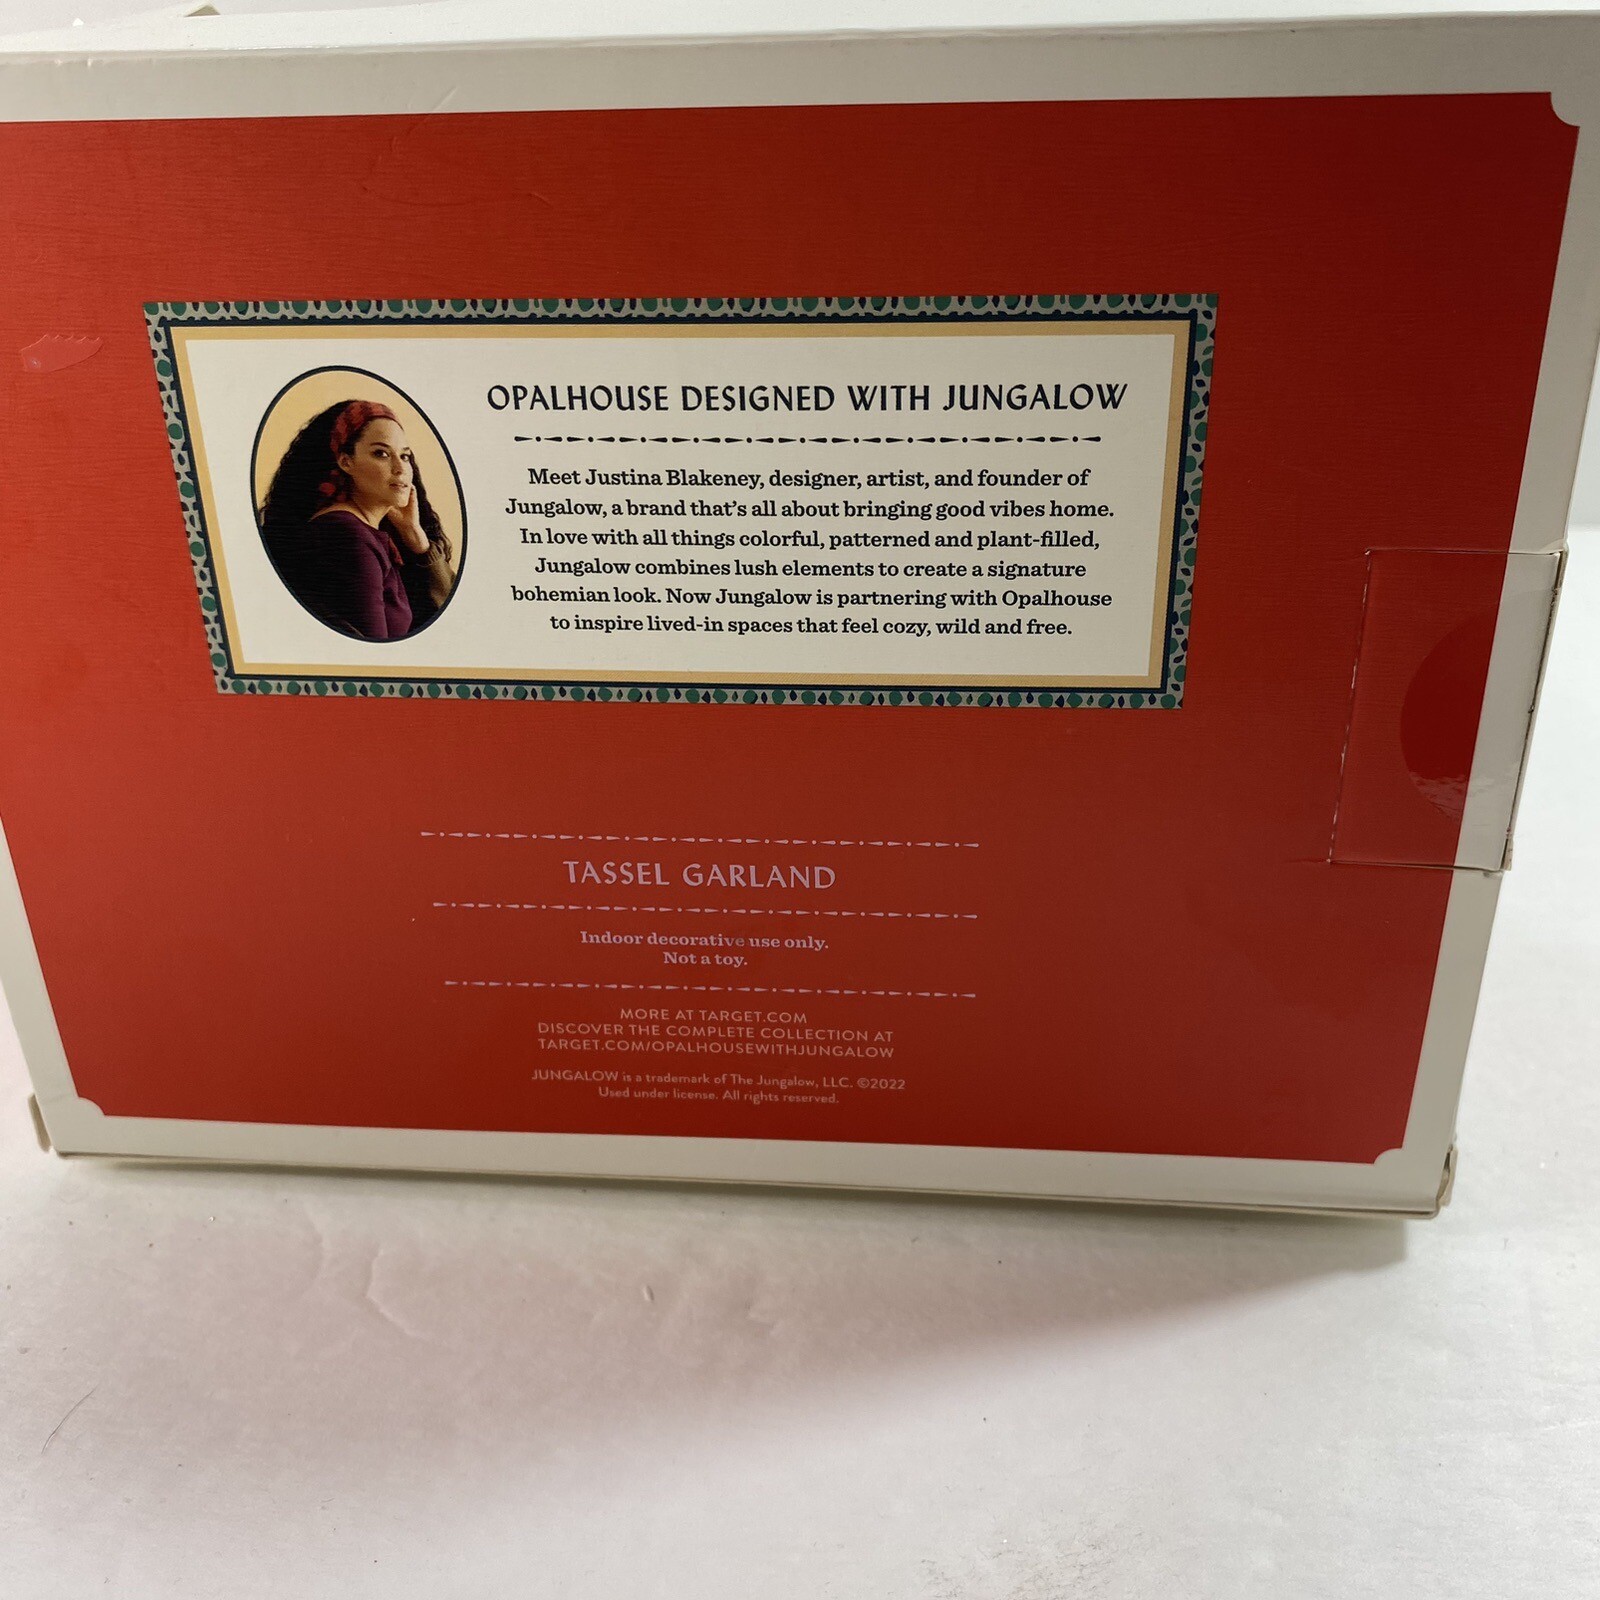 OPALHOUSE DESIGNED WITH JUNGALOW
Meet Justina Blakeney, designer, artist, and founder of
Jungalow, a brand that's all about bringing good vibes home.
In love with all things colorful, patterned and plant-filled,
Jungalow combines lush elements to create a signature
bohemian look. Now Jungalow is partnering with Opalhouse
to inspire lived-in spaces that feel cozy, wild and free.
TASSEL GARLAND
Indoor decorative use only.
Not a toy.
MORE AT TARGET.COM
DISCOVER THE COMPLETE COLLECTION AT
TARGET.COM/OPALHOUSEWITHJUNGALOW
JUNGALOW is a trademark of The Jungalow, LLC. ©2022
Used under license. All rights reserved.